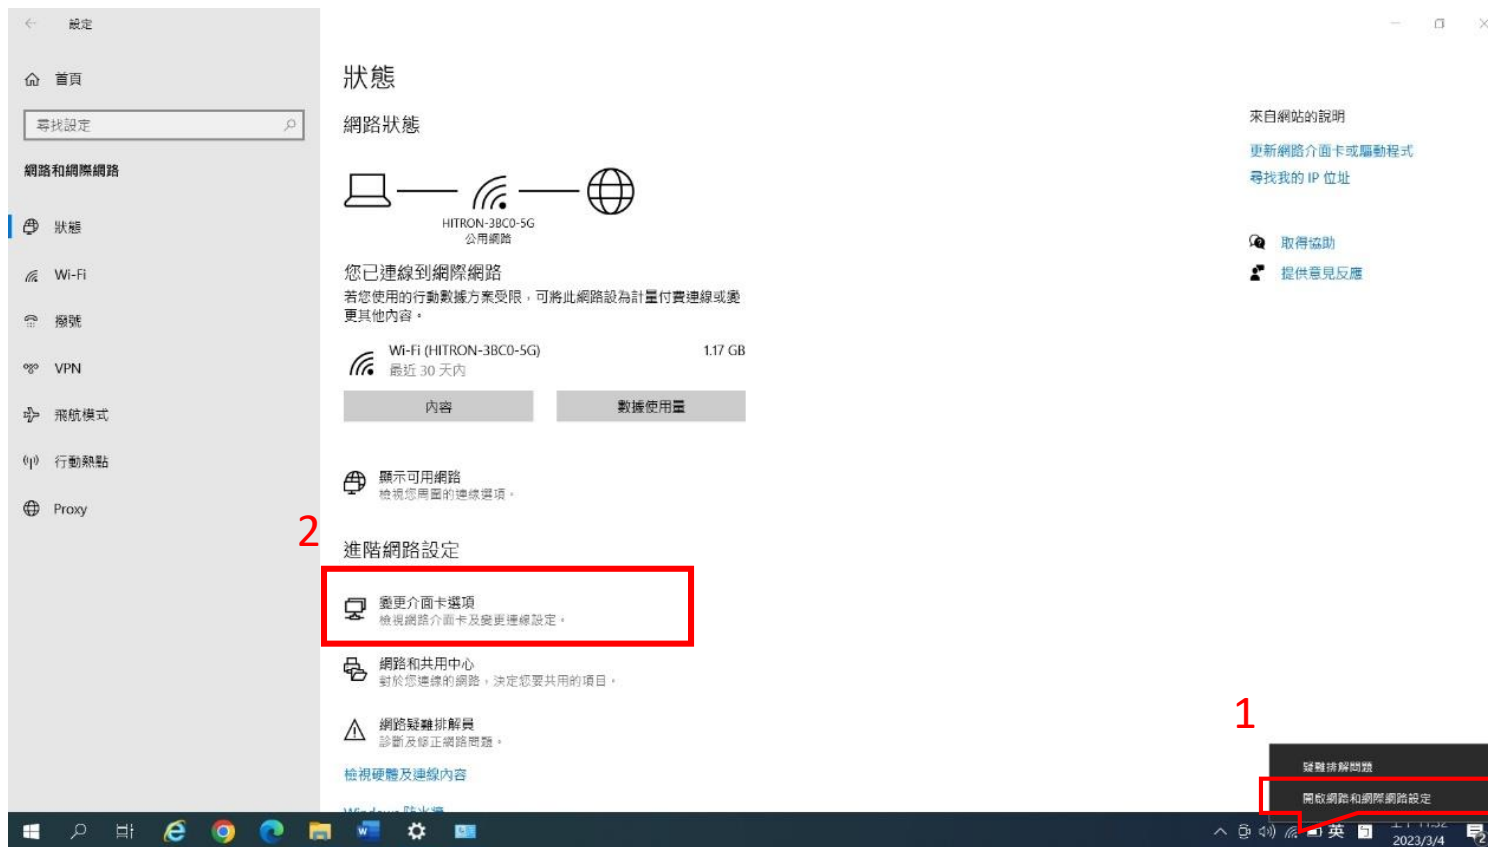 設定
首頁
尋找設定
網路和網際網路
狀態
Wi-Fi
撥號
VPN
飛航模式
行動熱點
Proxy
狀態
網路狀態
HITRON-3BC0-5G
公用網路
您已連線到網際網路
若您使用的行動數據方案受限，可將此網路設為計量付費連線或變
更其他內容。
Wi-Fi (HITRON-3BC0-5G)
1.17 GB
最近 30 天內
內容
數據使用量
顯示可用網路
檢視您周圍的連線選項。
2
進階網路設定
變更介面卡選項
檢視網路介面卡及變更連線設定。
網路和共用中心
對於您連線的網路，決定您要共用的項目。
網路疑難排解員
診斷及修正網路問題。
檢視硬體及連線內容
來自網站的說明
更新網路介面卡或驅動程式
尋找我的 IP 位址
取得協助
提供意見反應
1
疑難排解問題
開啟網路和網際網路設定
英
2023/3/4
2